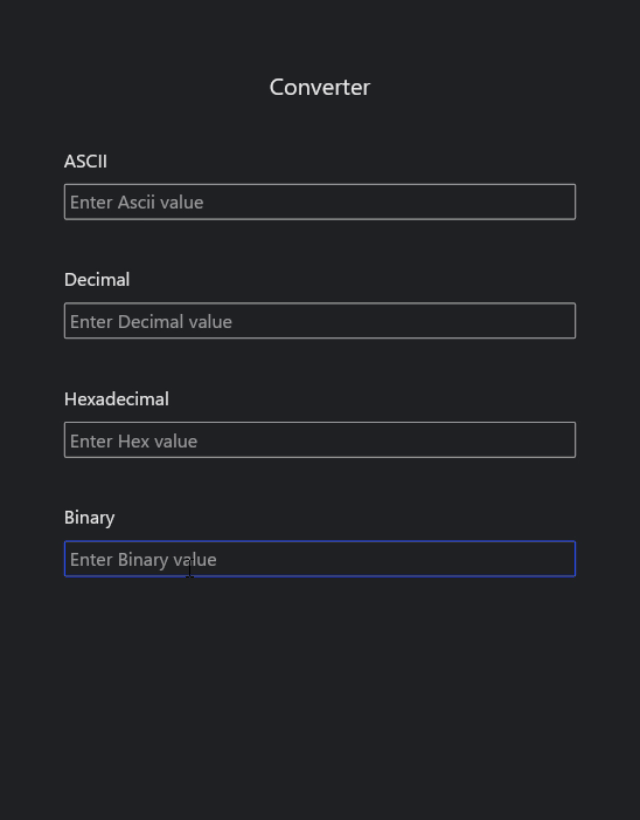 Converter
ASCII
Enter Ascii value
Decimal
Enter Decimal value
Hexadecimal
Enter Hex value
Binary
Enter Binary value